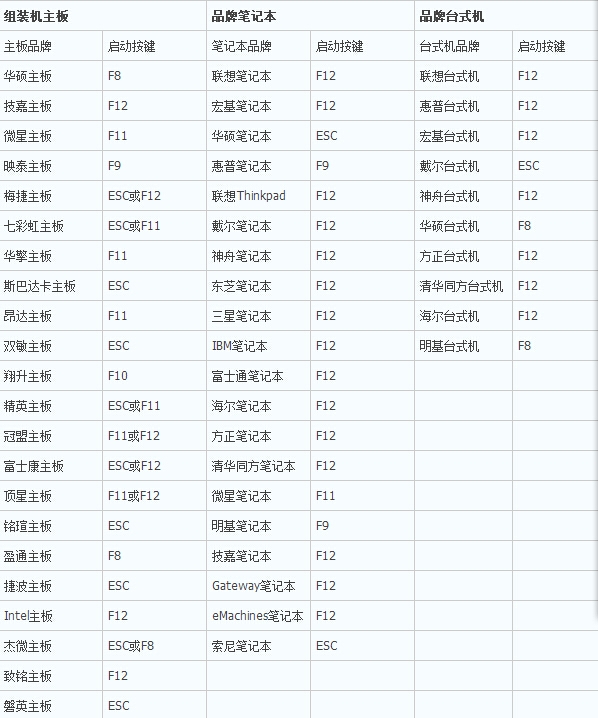 组装机主板 品牌笔记本 品牌台式机
主板品牌 启动按键 笔记本品牌 启动按键 台式机品牌 启动按键
华硕主板 F8 联想笔记本 F12 联想台式机 F12
技嘉主板 F12 宏基笔记本 F12 惠普台式机 F12
微星主板 F11 华硕笔记本 ESC 宏基台式机 F12
映泰主板 F9 惠普笔记本 F9 戴尔台式机 ESC
梅捷主板 ESC或F12 联想Thinkpad F12 神舟台式机 F12
七彩虹主板 ESC或F11 戴尔笔记本 F12 华硕台式机 F8
华擎主板 F11 神舟笔记本 F12 方正台式机 F12
斯巴达卡主板 ESC 东芝笔记本 F12 清华同方台式机 F12
昂达主板 F11 三星笔记本 F12 海尔台式机 F12
双敏主板 ESC IBM笔记本 F12 明基台式机 F8
翔升主板 F10 富士通笔记本 F12
精英主板 ESC或F11 海尔笔记本 F12
冠盟主板 F11或F12 方正笔记本 F12
富士康主板 ESC或F12 清华同方笔记本 F12
顶星主板 F11或F12 微星笔记本 F11
铭瑄主板 ESC 明基笔记本 F9
盈通主板 F8 技嘉笔记本 F12
捷波主板 ESC Gateway笔记本 F12
Intel主板 F12 eMachines笔记本 F12
杰微主板 ESC或F8 索尼笔记本 ESC
致铭主板 F12
磐英主板 ESC